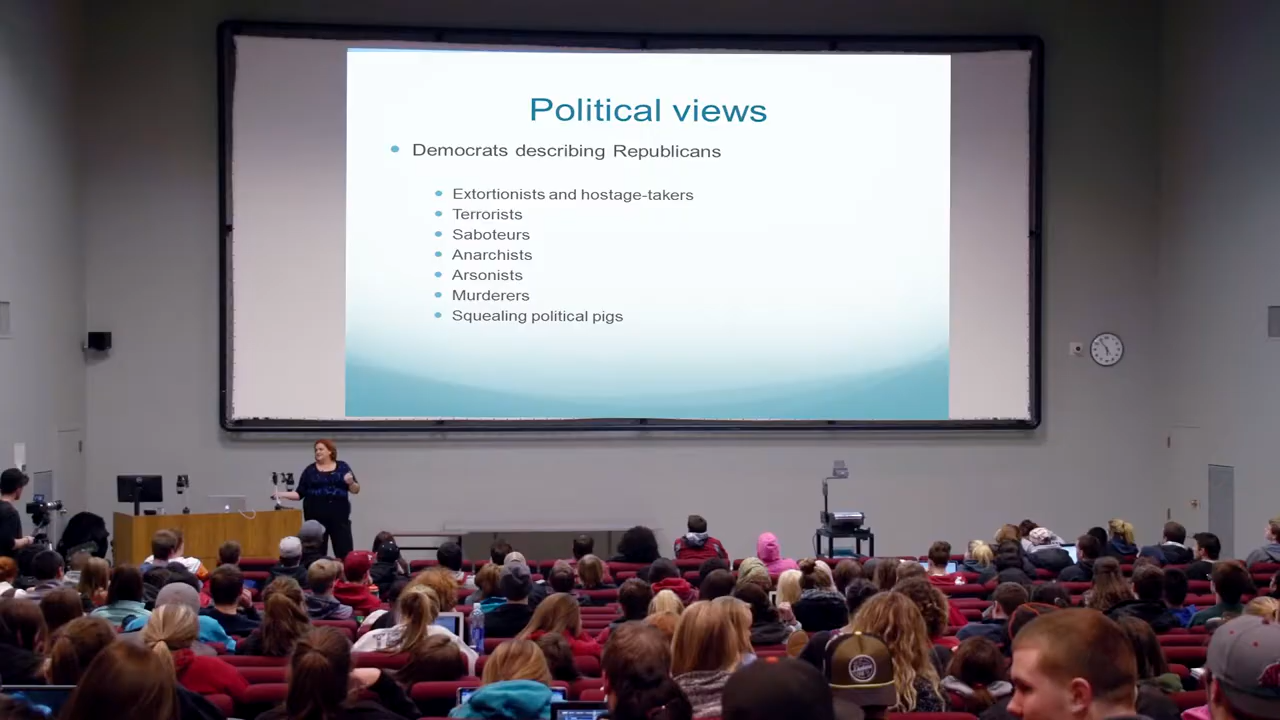 Political views
Democrats describing Republicans
Extortionists and hostage-takers
Terrorists
Saboteurs
Anarchists
Arsonists
Murderers
Squealing political pigs